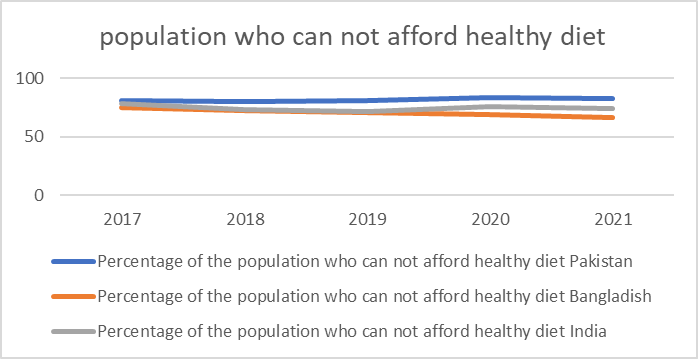 population who can not afford healthy diet
100
50
0
2017 2018 2019 2020 2021
Percentage of the population who can not afford healthy diet Pakistan
Percentage of the population who can not afford healthy diet Bangladish
Percentage of the population who can not afford healthy diet India